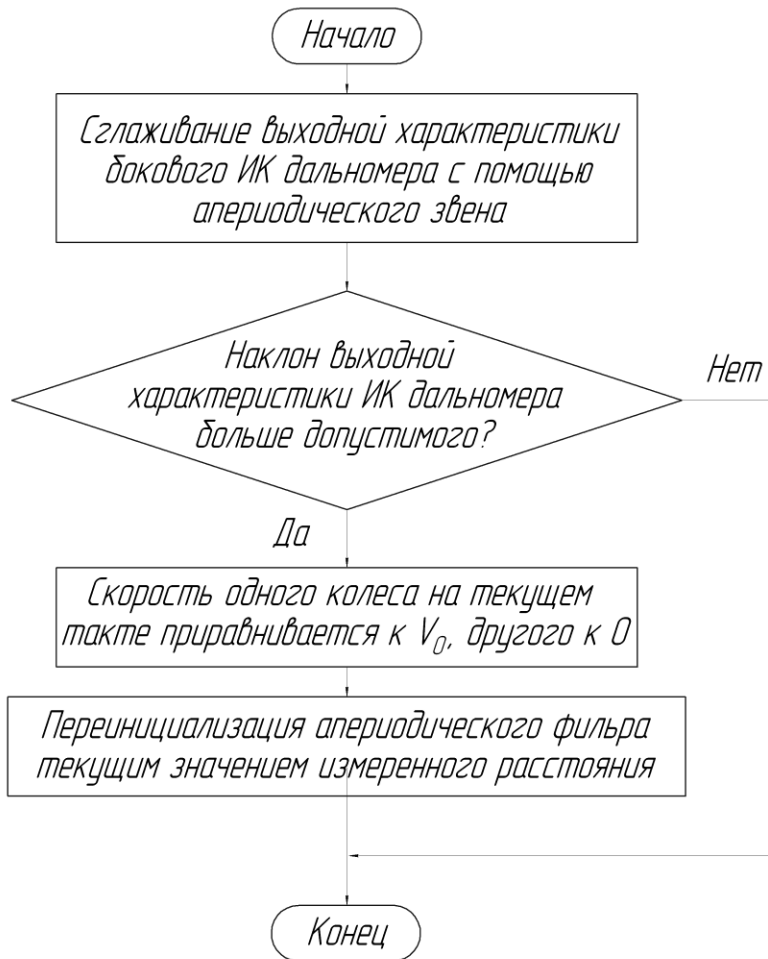 Начало
Сглаживание выходной характеристики
бокового ИК дальномера с помощью
апериодического звена
Наклон выходной
характеристики ИК дальномера
больше допустимого?
Нет
Да
Скорость одного колеса на текущем
такте приравнивается к V₀, другого к 0
Переинициализация апериодического фильра
текущим значением измеренного расстояния
Конец